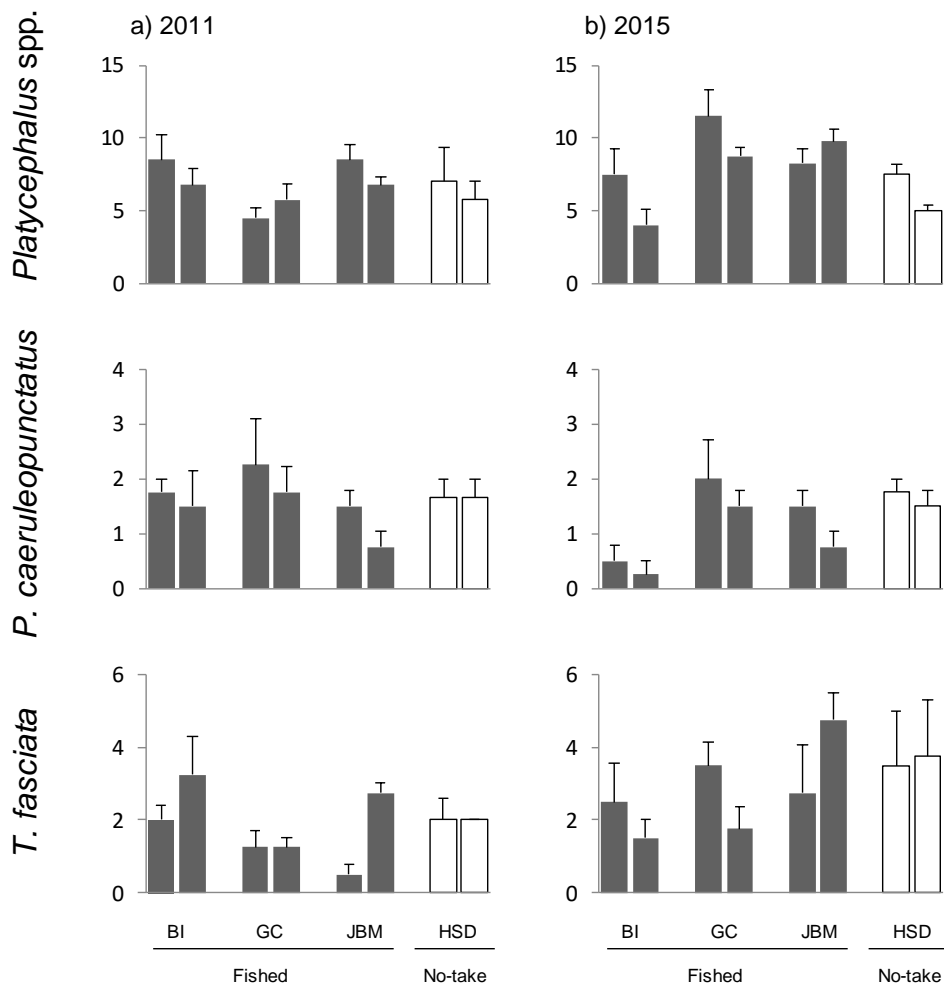 a) 2011
b) 2015
Platycephalus spp.
15
10
5
0
15
10
5
0
P. caeruleopunctatus
4
3
2
1
0
4
3
2
1
0
T. fasciata
6
4
2
0
6
4
2
0
BI GC JBM HSD
Fished No-take
BI GC JBM HSD
Fished No-take